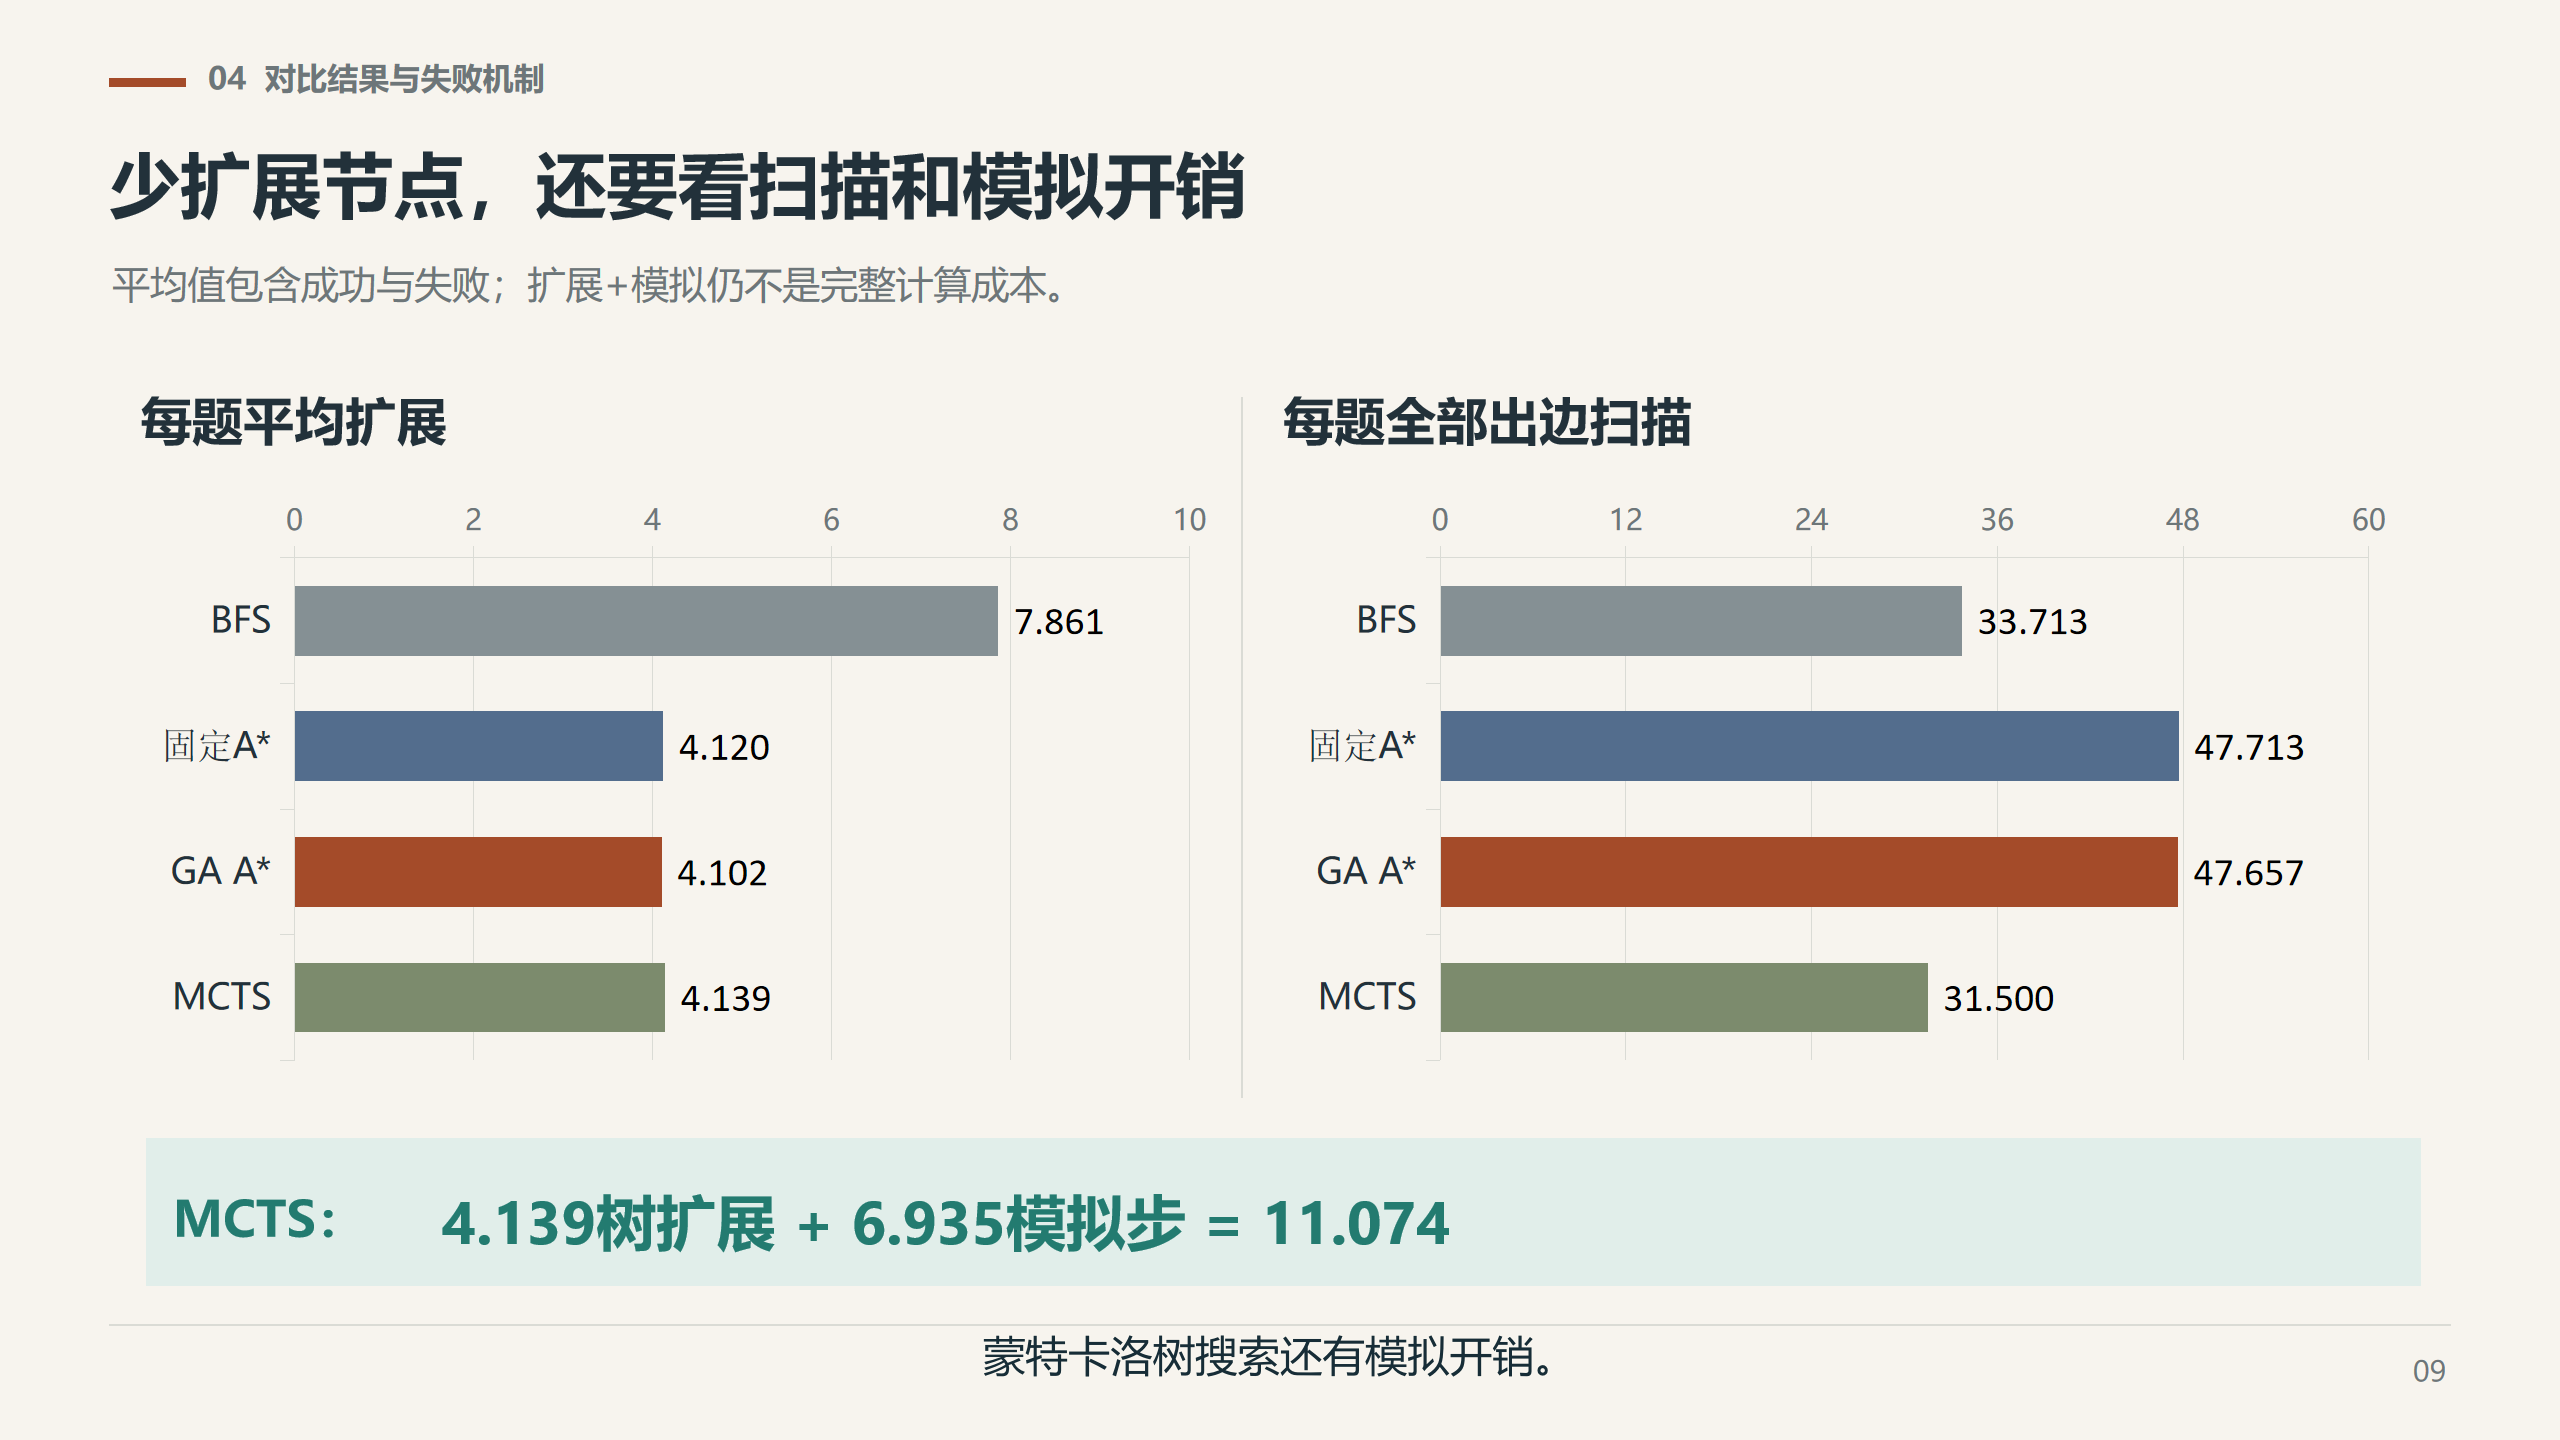 04 对比结果与失败机制
少扩展节点，还要看扫描和模拟开销
平均值包含成功与失败；扩展+模拟仍不是完整计算成本。
每题平均扩展
0 2 4 6 8 10
BFS 7.861
固定A* 4.120
GA A* 4.102
MCTS 4.139
每题全部出边扫描
0 12 24 36 48 60
BFS 33.713
固定A* 47.713
GA A* 47.657
MCTS 31.500
MCTS： 4.139树扩展 + 6.935模拟步 = 11.074
蒙特卡洛树搜索还有模拟开销。
09